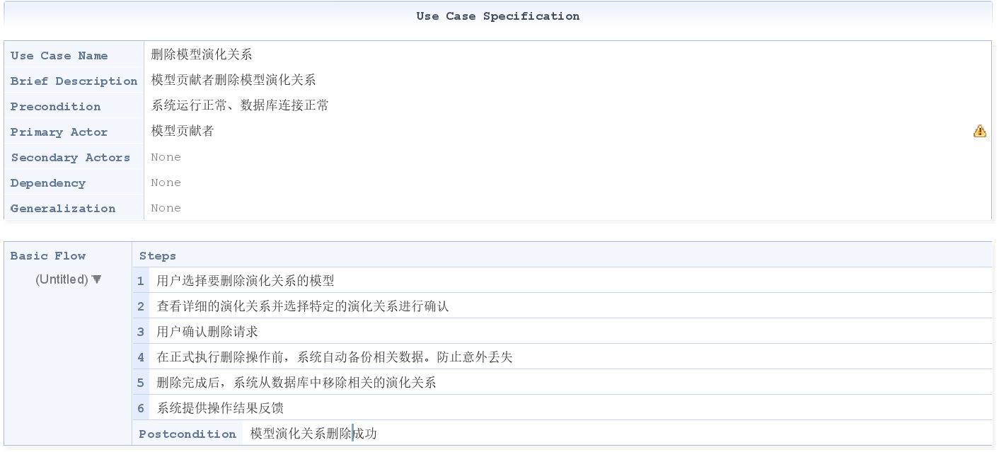 Use Case Specification
Use Case Name 删除模型演化关系
Brief Description 模型贡献者删除模型演化关系
Precondition 系统运行正常、数据库连接正常
Primary Actor 模型贡献者
Secondary Actors None
Dependency None
Generalization None
Basic Flow Steps
(Untitled) ▼ 1 用户选择要删除演化关系的模型
2 查看详细的演化关系并选择特定的演化关系进行确认
3 用户确认删除请求
4 在正式执行删除操作前，系统自动备份相关数据。防止意外丢失
5 删除完成后，系统从数据库中移除相关的演化关系
6 系统提供操作结果反馈
Postcondition 模型演化关系删除成功